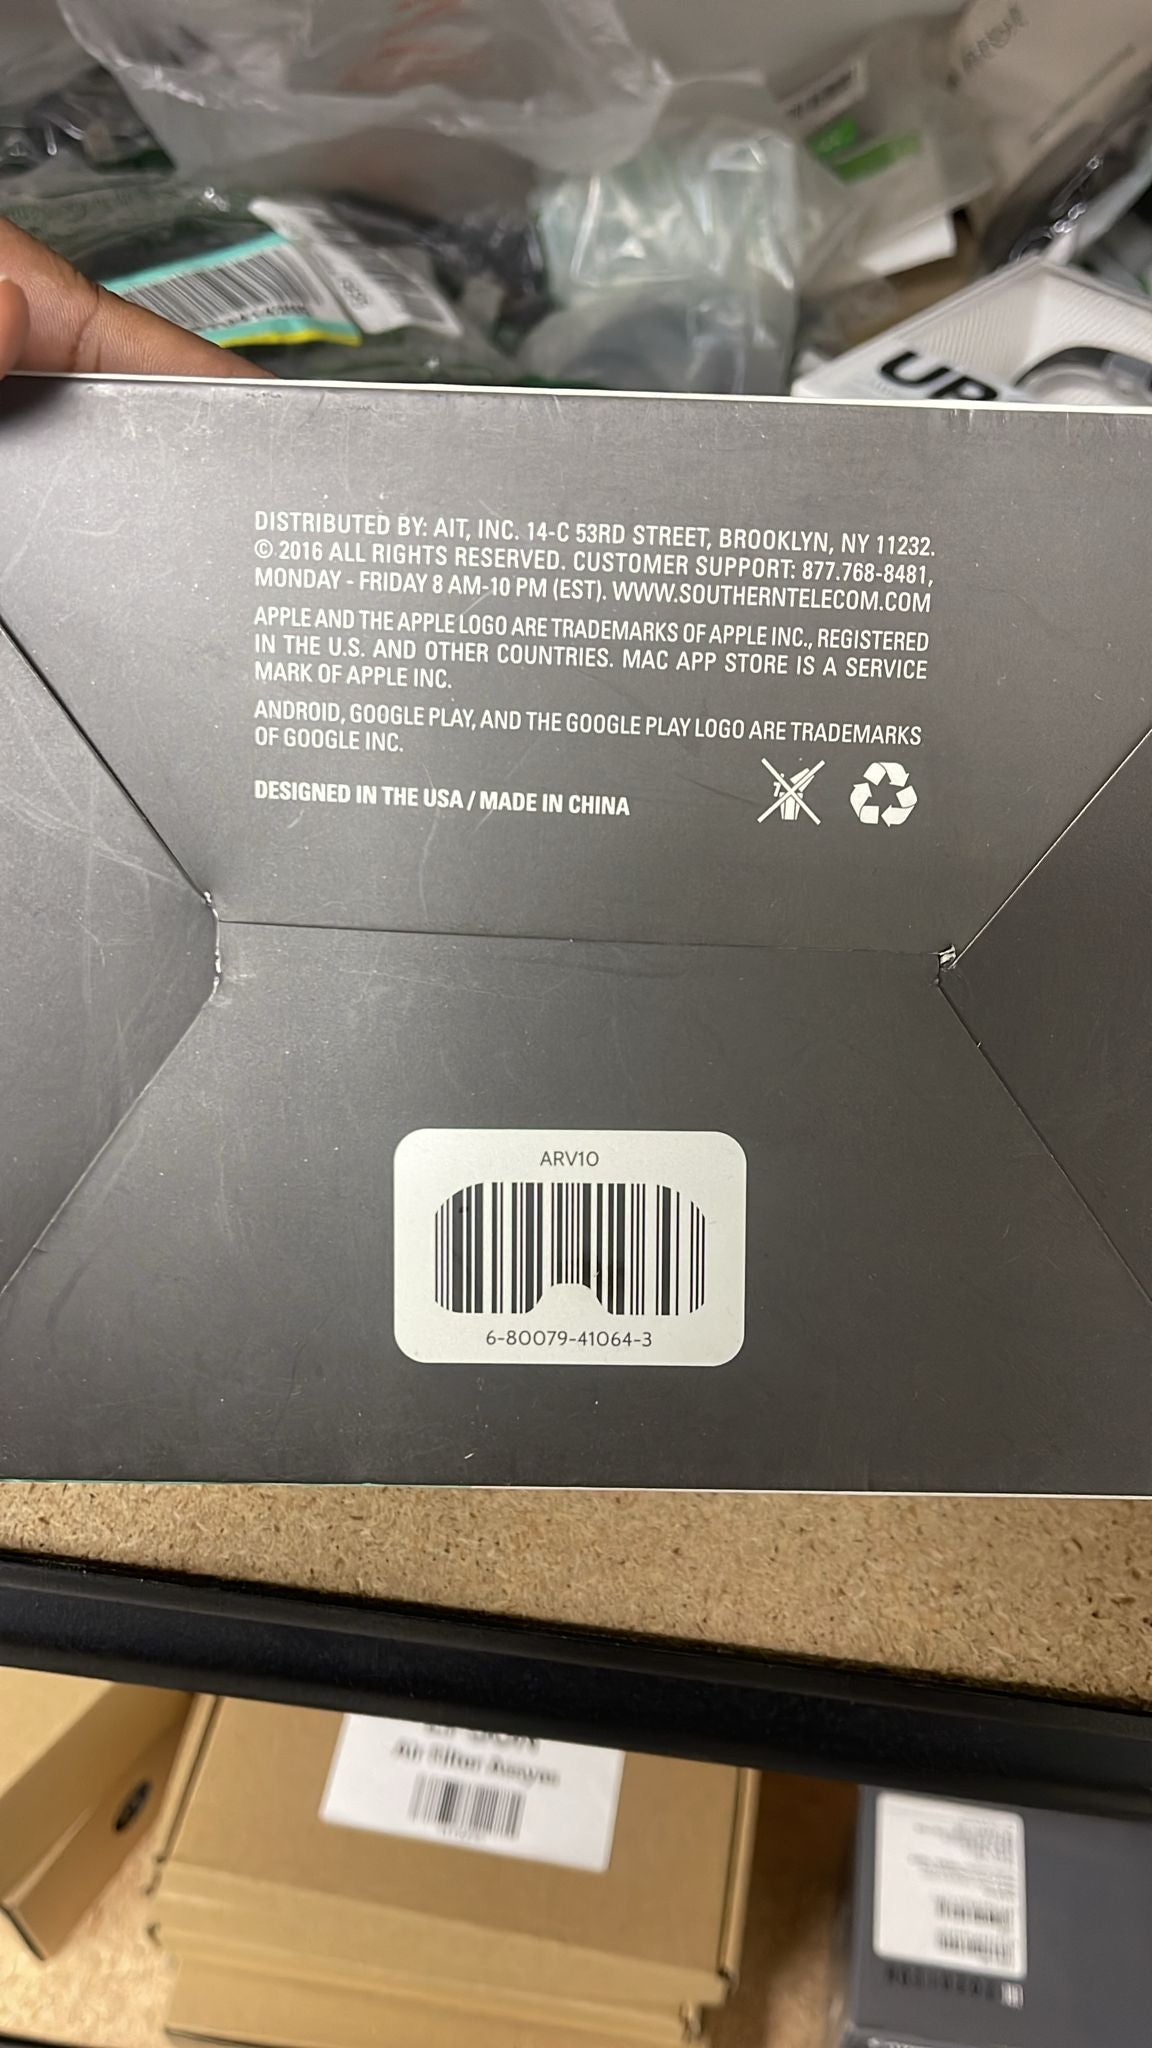 UP
DISTRIBUTED BY: AIT, INC. 14-C 53RD STREET, BROOKLYN, NY 11232.
© 2016 ALL RIGHTS RESERVED. CUSTOMER SUPPORT: 877.768-8481,
MONDAY - FRIDAY 8 AM-10 PM (EST). WWW.SOUTHERNTELECOM.COM
APPLE AND THE APPLE LOGO ARE TRADEMARKS OF APPLE INC., REGISTERED
IN THE U.S. AND OTHER COUNTRIES. MAC APP STORE IS A SERVICE
MARK OF APPLE INC.
ANDROID, GOOGLE PLAY, AND THE GOOGLE PLAY LOGO ARE TRADEMARKS
OF GOOGLE INC.
DESIGNED IN THE USA / MADE IN CHINA
ARV10
6-80079-41064-3
Air Filter